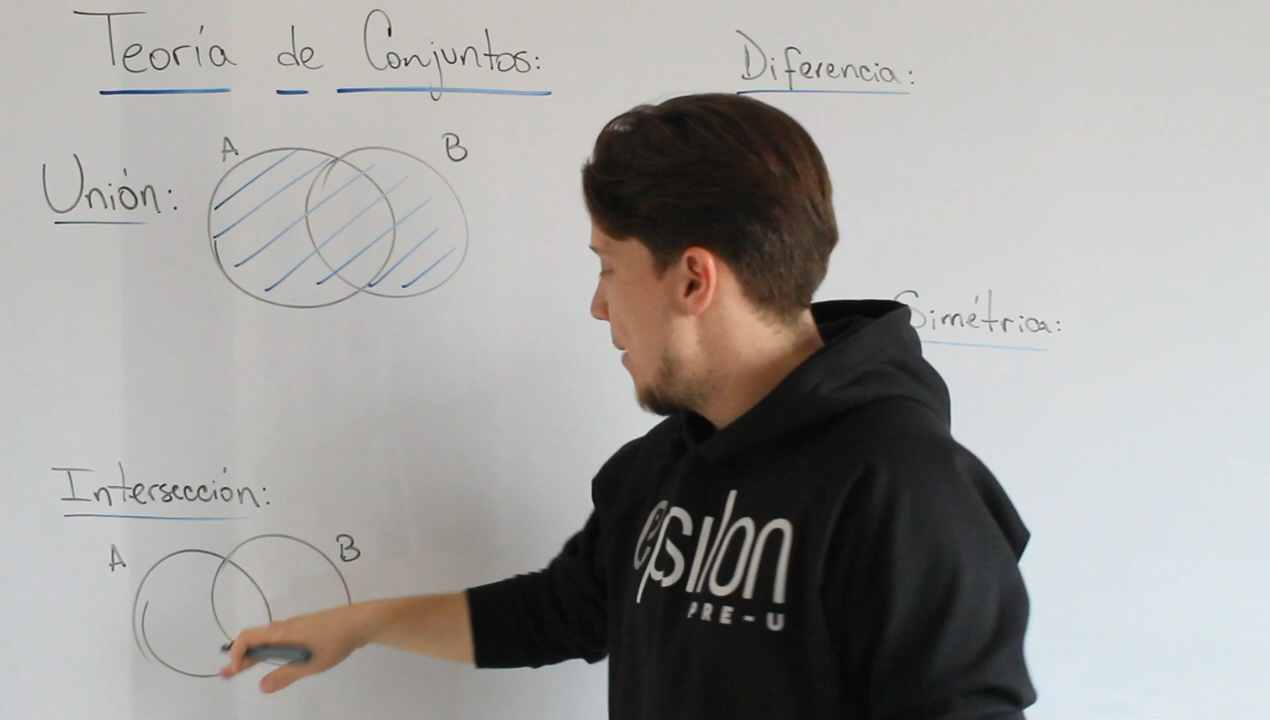 Teoría de Conjuntos:
Unión:
A
B
Intersección:
A
B
Diferencia:
Simétrica:
epsilon
PRE-U